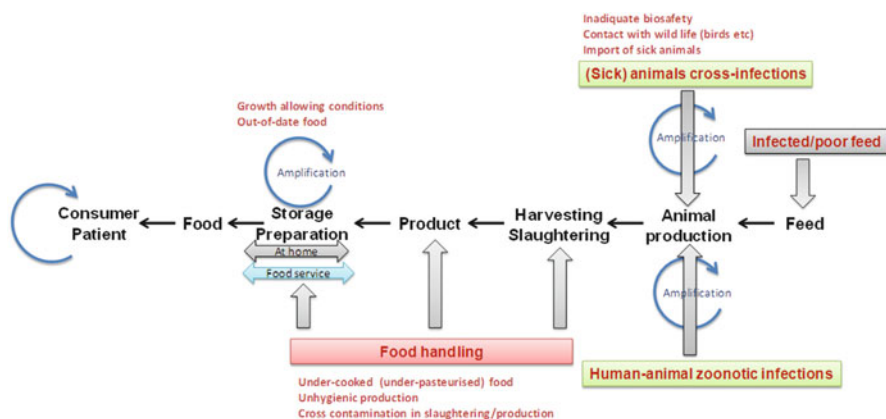 Inadiquate biosafety
Contact with wild life (birds etc)
Import of sick animals
(Sick) animals cross-infections
Growth allowing conditions
Out-of-date food
Amplification
Amplification
Infected/poor feed
Consumer
Patient
Food
Storage
Preparation
Product
Harvesting
Slaughtering
Animal
production
Feed
At home
Food service
Amplification
Food handling
Human-animal zoonotic infections
Under-cooked (under-pasteurised) food
Unhygienic production
Cross contamination in slaughtering/production